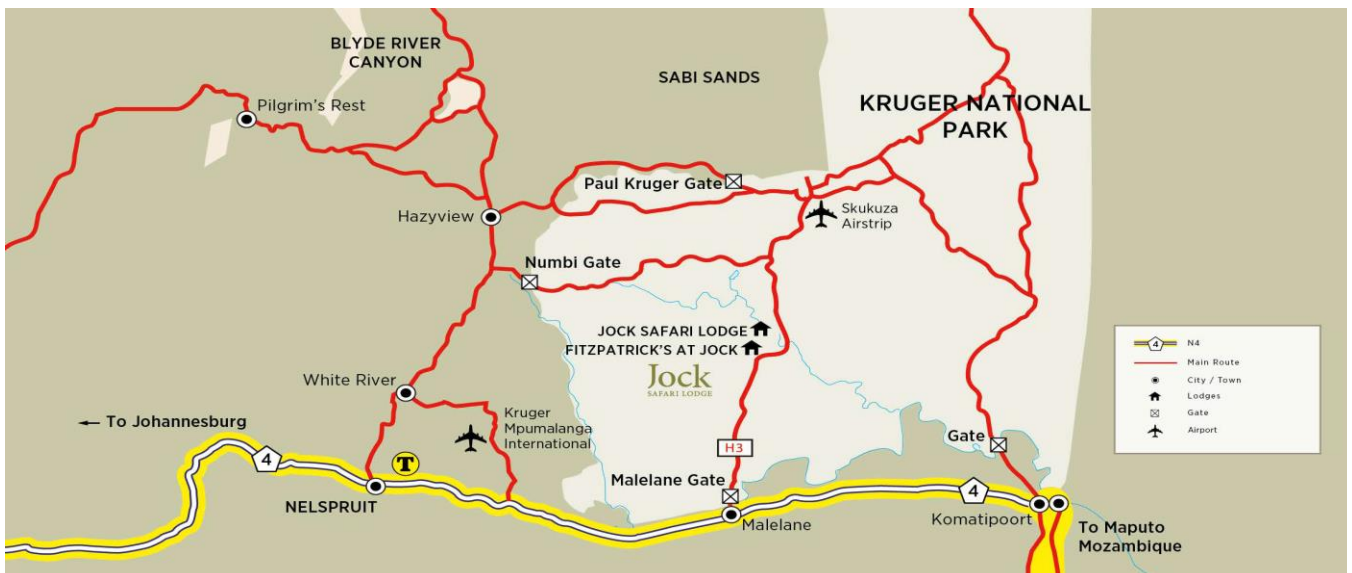 BLYDE RIVER
CANYON
SABI SANDS
Pilgrim's Rest
KRUGER NATIONAL
PARK
Paul Kruger Gate
Hazyview
Skukuza
Airstrip
Numbi Gate
JOCK SAFARI LODGE
FITZPATRICK'S AT JOCK
Jock
SAFARI LODGE
White River
To Johannesburg
Kruger
Mpumalanga
International
4
T
H3
Gate
Malelane Gate
4
NELSPRUIT
Malelane
Komatipoort
To Maputo
Mozambique
4 N4
Main Route
City / Town
Lodges
Gate
Airport